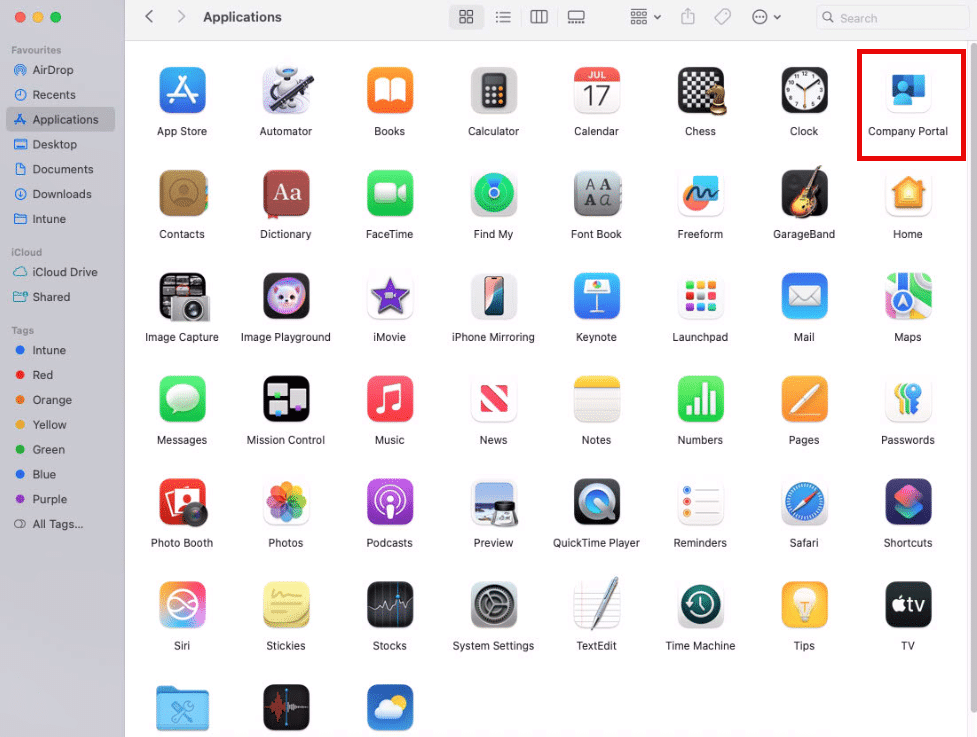 Applications
Search
Favourites
AirDrop
Recents
Applications
Desktop
Documents
Downloads
Intune
iCloud
iCloud Drive
Shared
Tags
Intune
Red
Orange
Yellow
Green
Blue
Purple
All Tags...
App Store
Automator
Books
Calculator
JUL
17
Calendar
Chess
Clock
Company Portal
Contacts
Aa
Dictionary
FaceTime
Find My
A A
A a
Font Book
Freeform
GarageBand
Home
Image Capture
Image Playground
iMovie
iPhone Mirroring
Keynote
Launchpad
Mail
Maps
Messages
Mission Control
Music
News
Notes
Numbers
Pages
Passwords
Photo Booth
Photos
Podcasts
Preview
QuickTime Player
Reminders
Safari
Shortcuts
Siri
Stickies
Stocks
System Settings
TextEdit
Time Machine
Tips
tv
TV